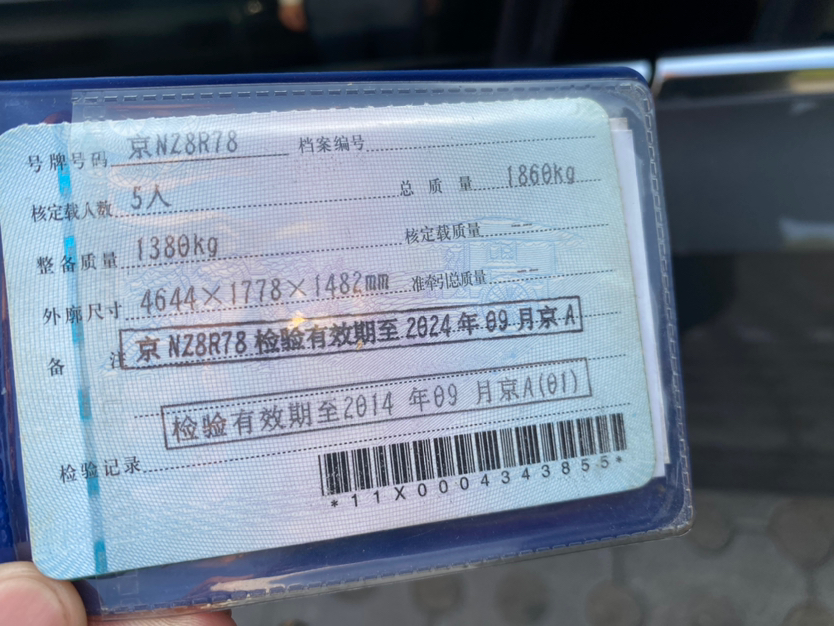 号牌号码 京NZ8R78 档案编号
核定载人数 5人 总质量 1860kg
整备质量 1380kg 核定载质量 --
外廓尺寸 4644×1778×1482mm 准牵引总质量 --
备注 京NZ8R78 检验有效期至2024年09月京A
检验有效期至2014年09月京A(01)
检验记录
*11X0004343855*